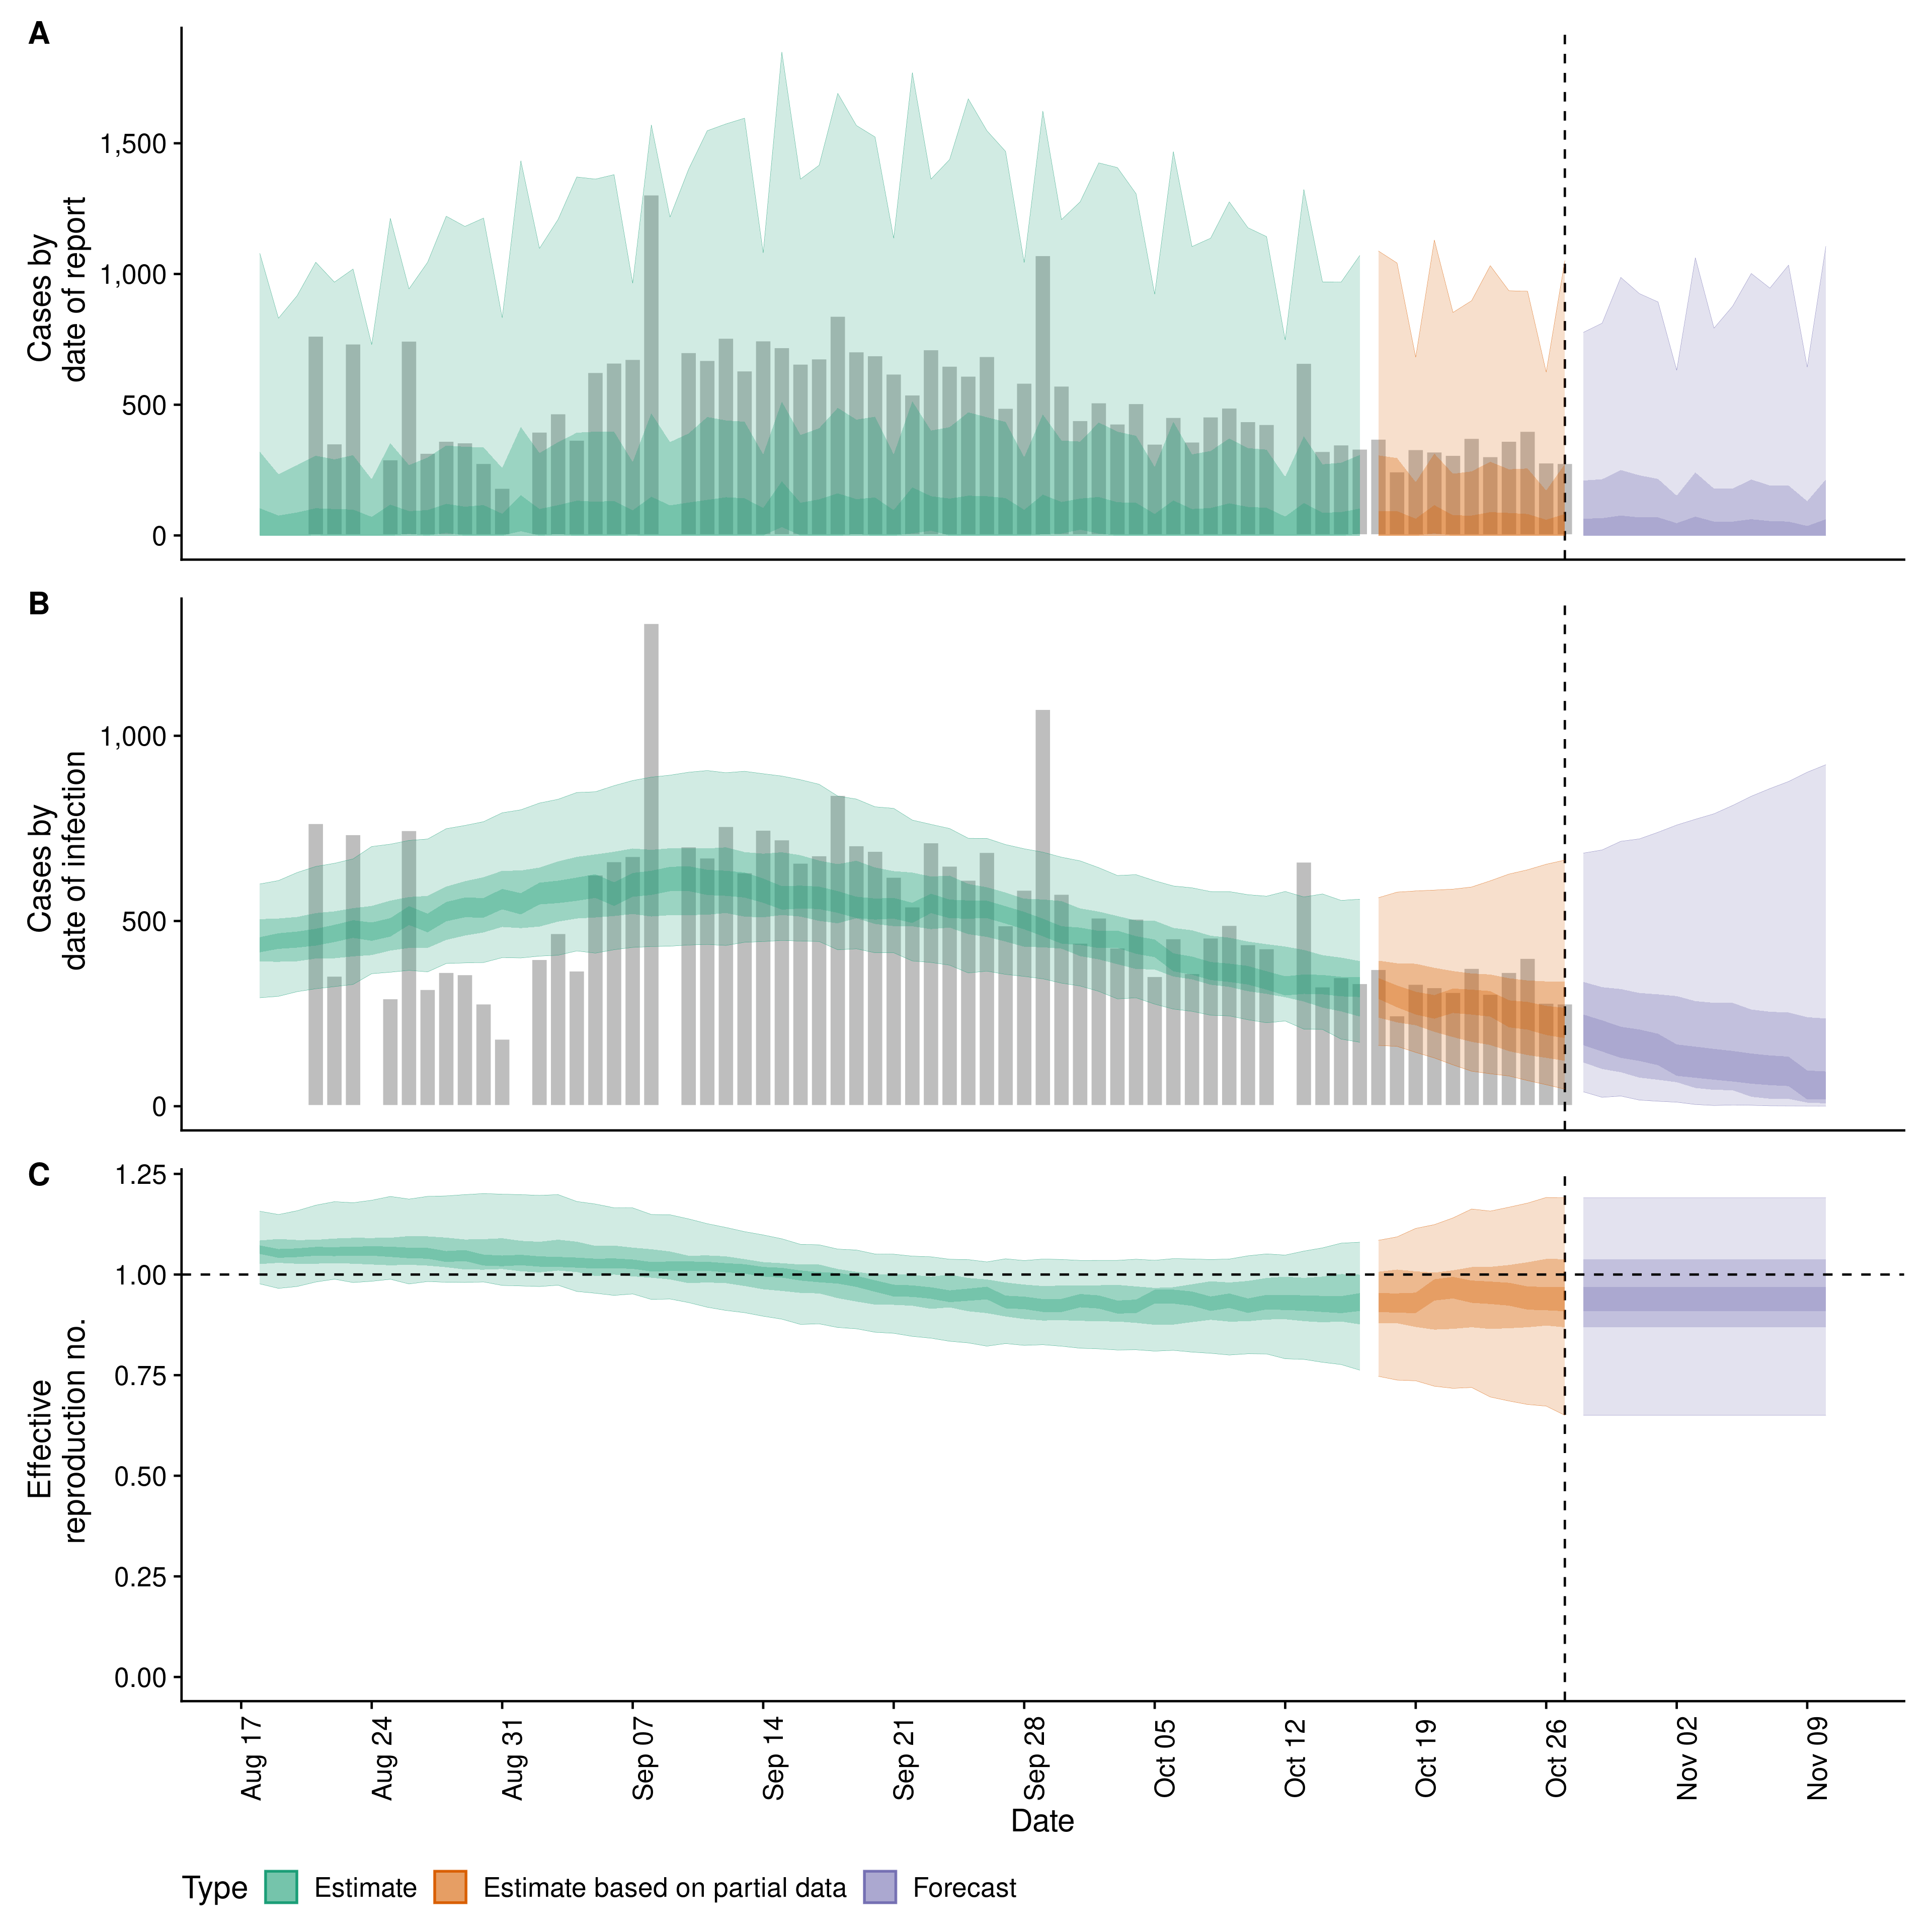 A
Cases by
date of report
1,500
1,000
500
0
B
Cases by
date of infection
1,000
500
0
C
Effective
reproduction no.
1.25
1.00
0.75
0.50
0.25
0.00
Aug 17
Aug 24
Aug 31
Sep 07
Sep 14
Sep 21
Sep 28
Oct 05
Oct 12
Oct 19
Oct 26
Nov 02
Nov 09
Date
Type Estimate Estimate based on partial data Forecast